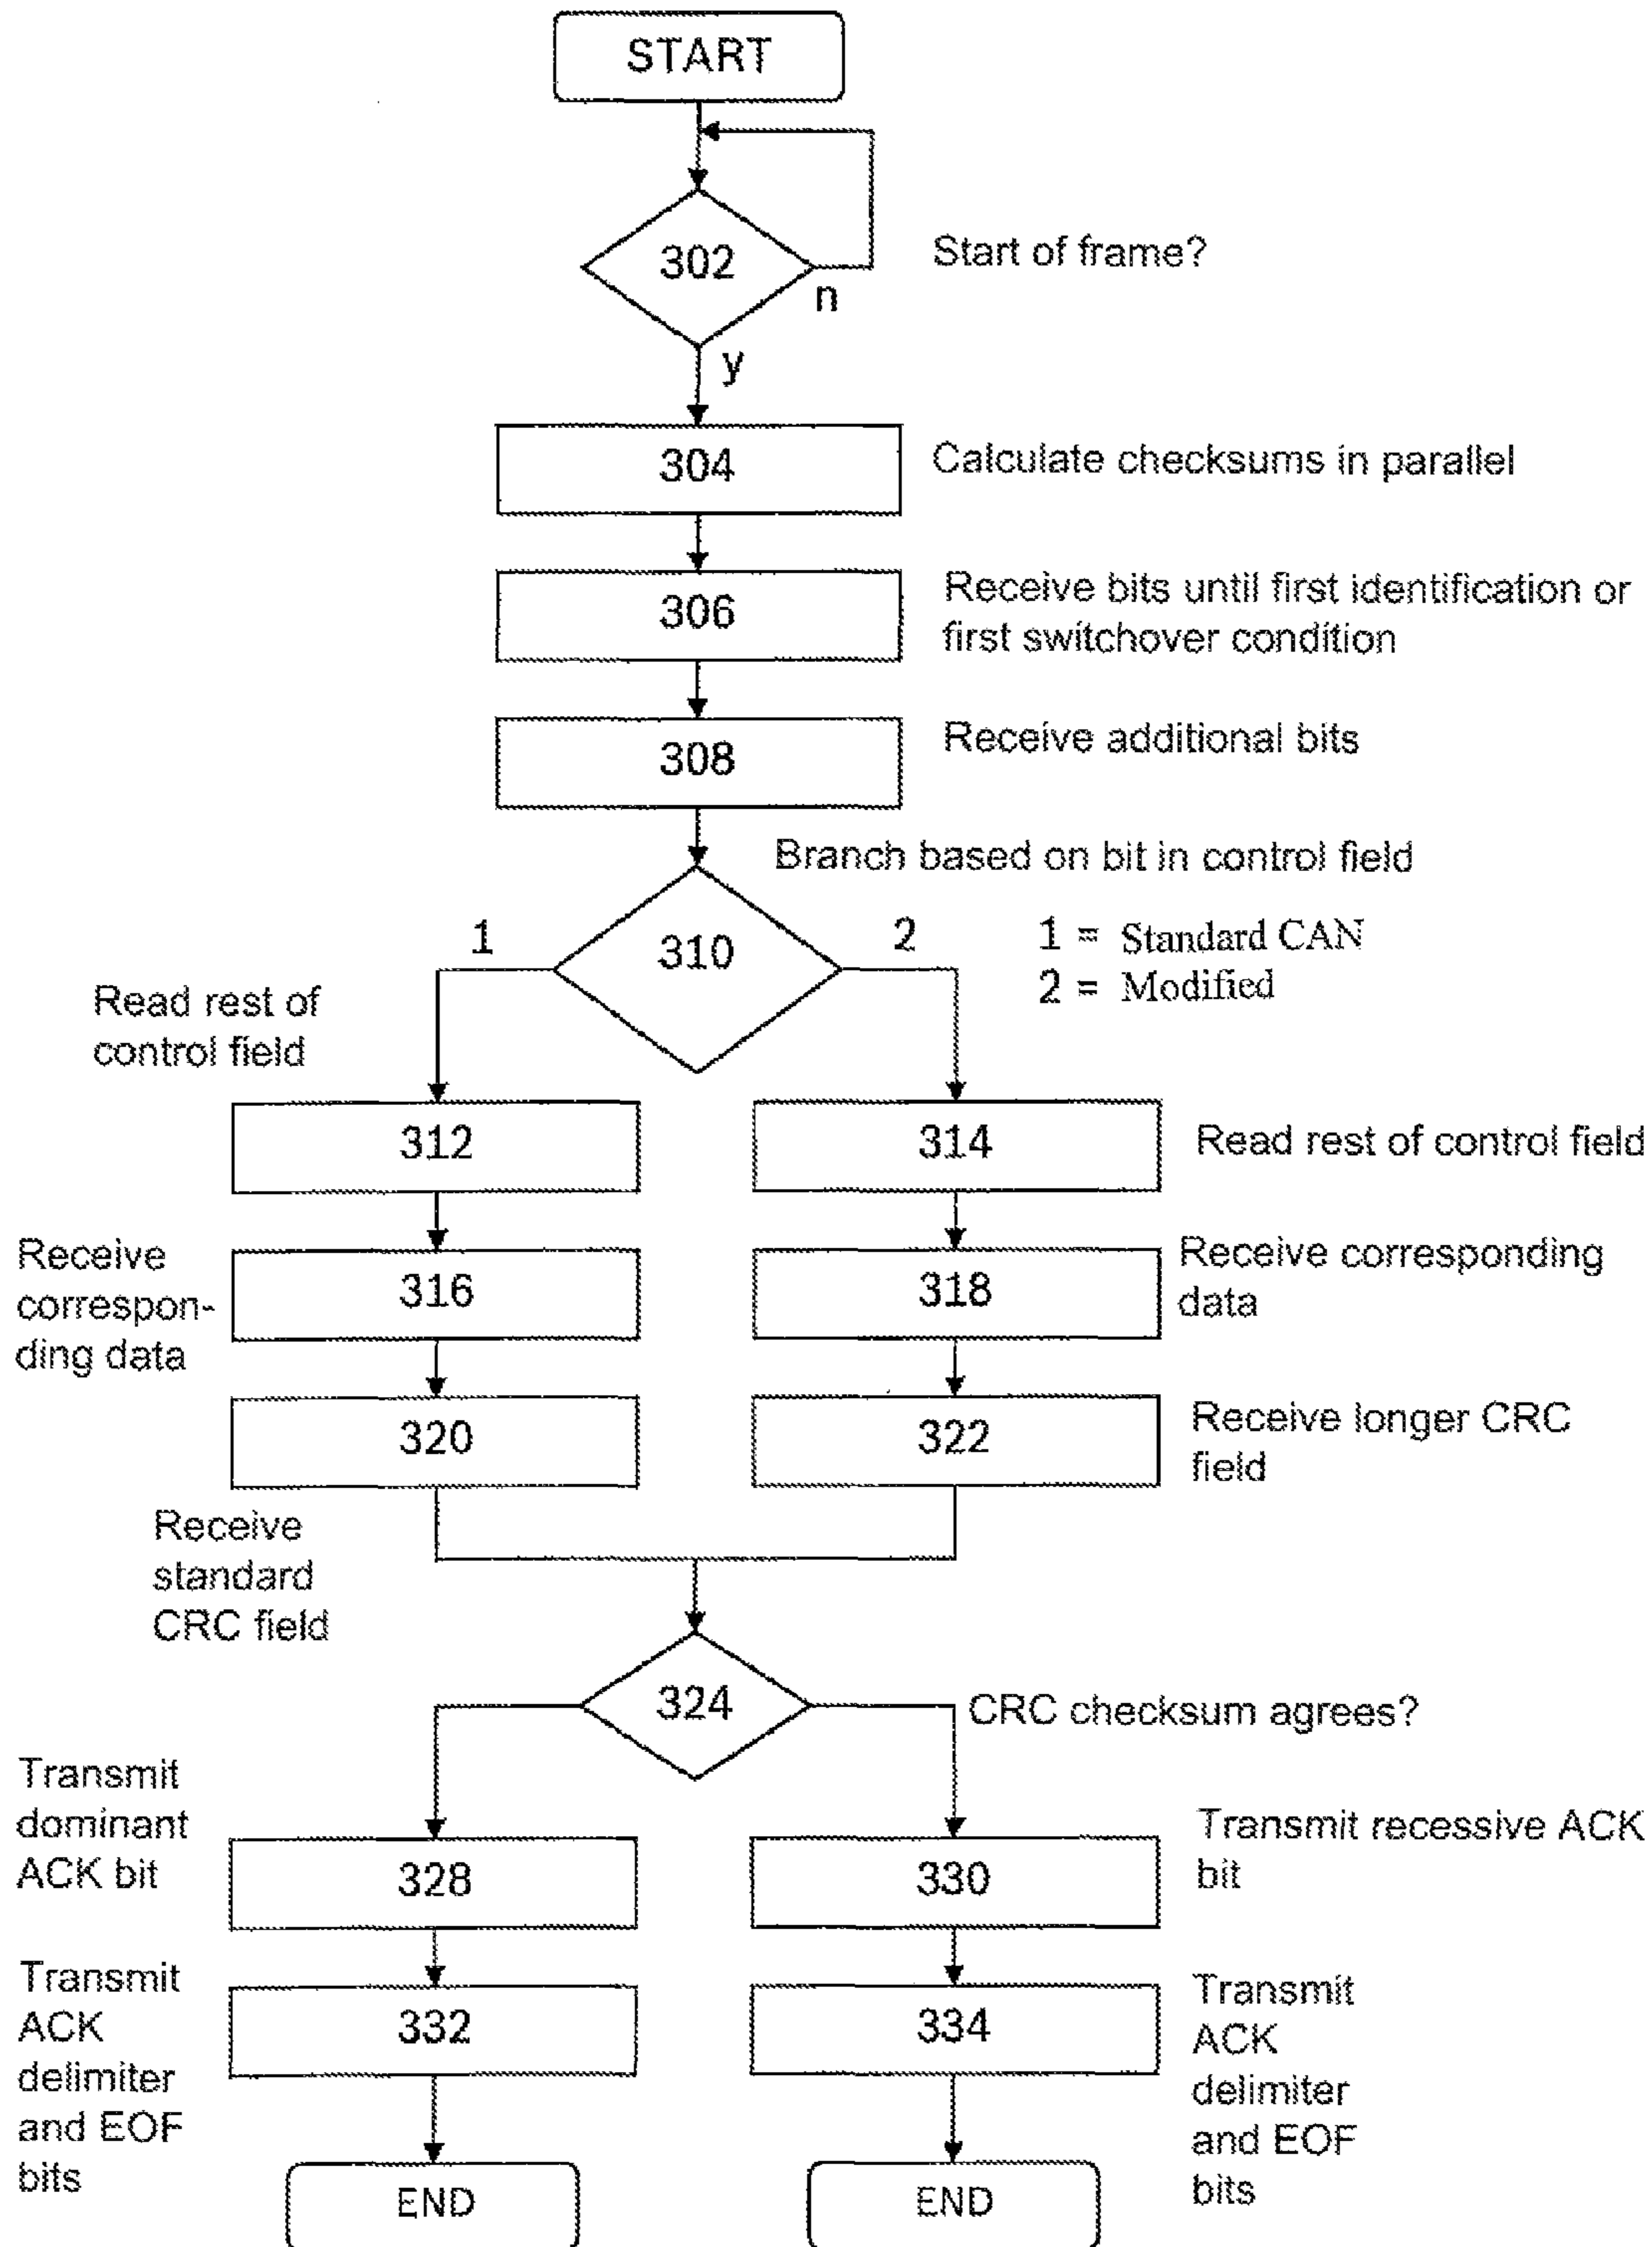 START
302
Start of frame?
n
y
304
Calculate checksums in parallel
306
Receive bits until first identification or
first switchover condition
308
Receive additional bits
Branch based on bit in control field
310
1
2
1 = Standard CAN
2 = Modified
Read rest of
control field
312
314
Read rest of control field
Receive
correspon-
ding data
316
318
Receive corresponding
data
320
322
Receive longer CRC
field
Receive
standard
CRC field
324
CRC checksum agrees?
Transmit
dominant
ACK bit
328
330
Transmit recessive ACK
bit
Transmit
ACK
delimiter
and EOF
bits
332
334
Transmit
ACK
delimiter
and EOF
bits
END
END